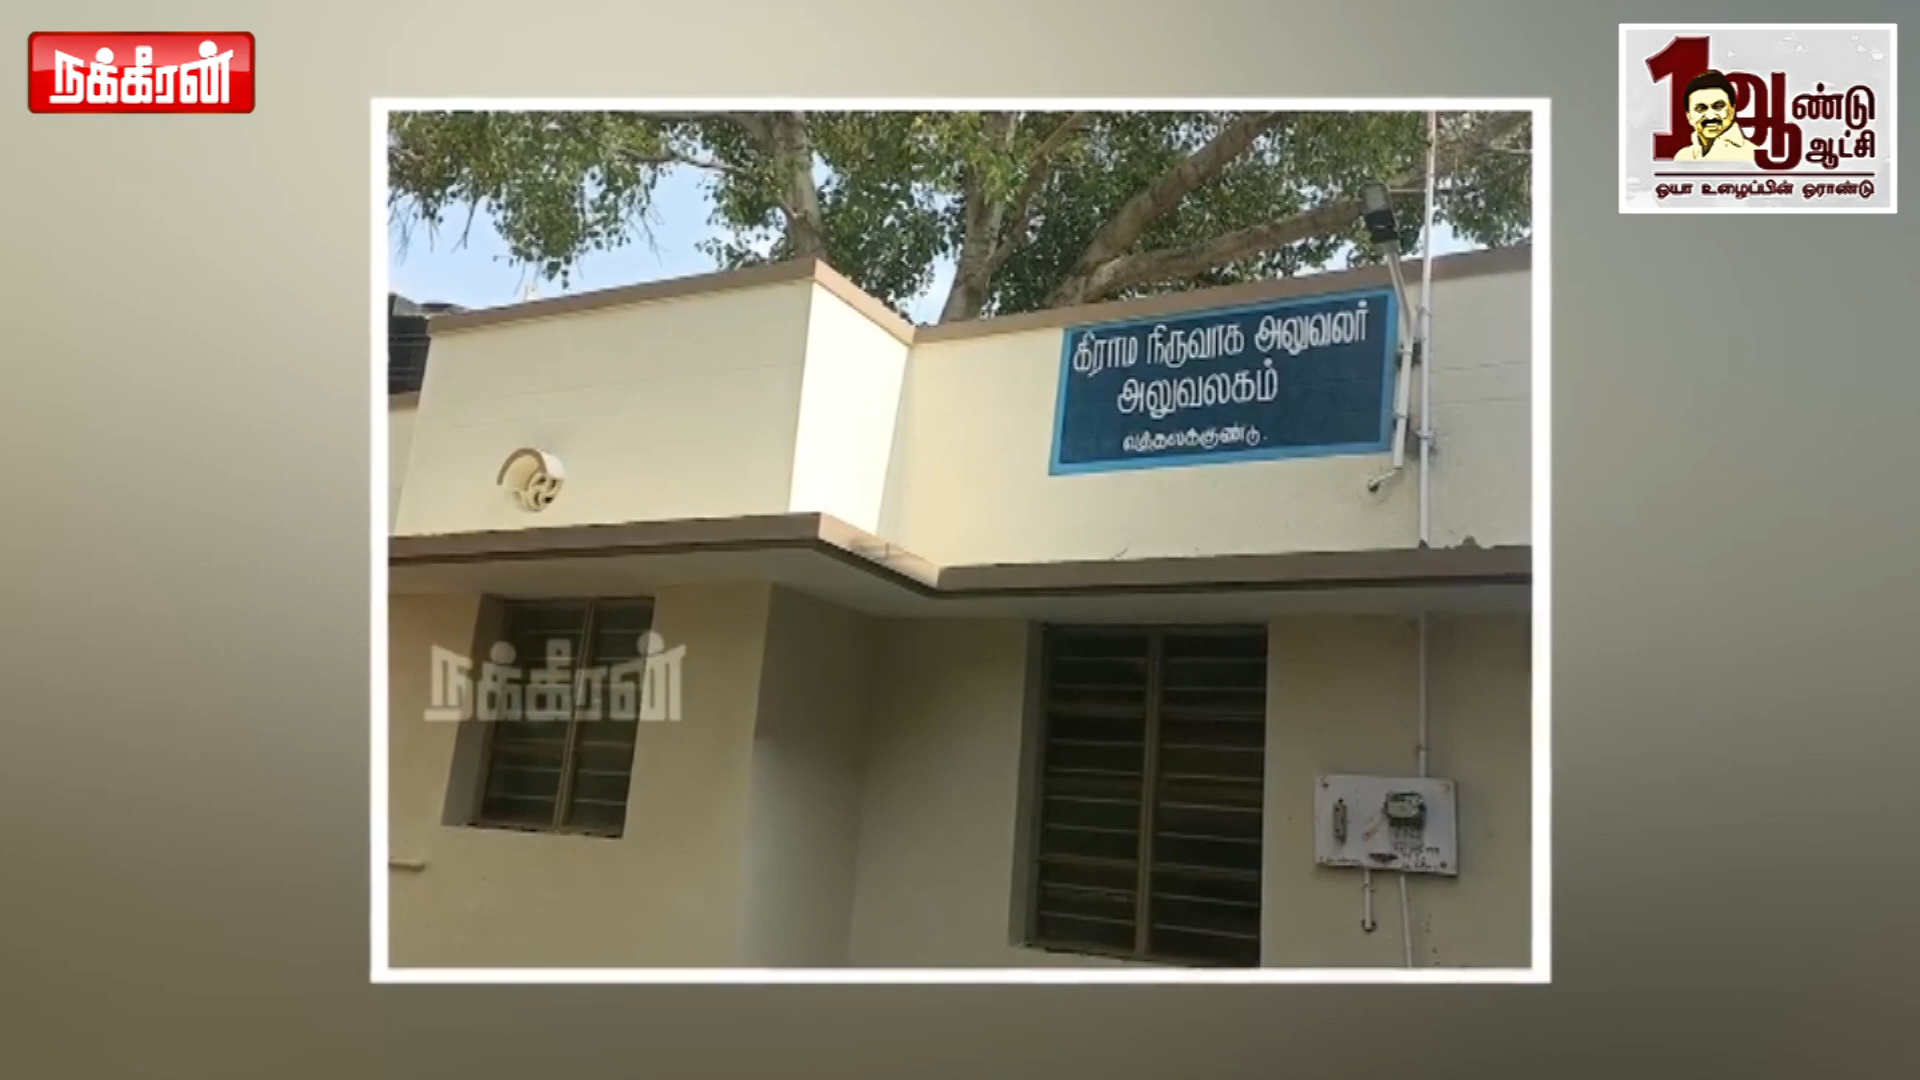 நக்கீரன்
1 ஆண்டு
ஆட்சி
ஓயா உழைப்பின் ஓராண்டு
கிராம நிருவாக அலுவலர்
அலுவலகம்
வத்தலக்குண்டு.
நக்கீரன்